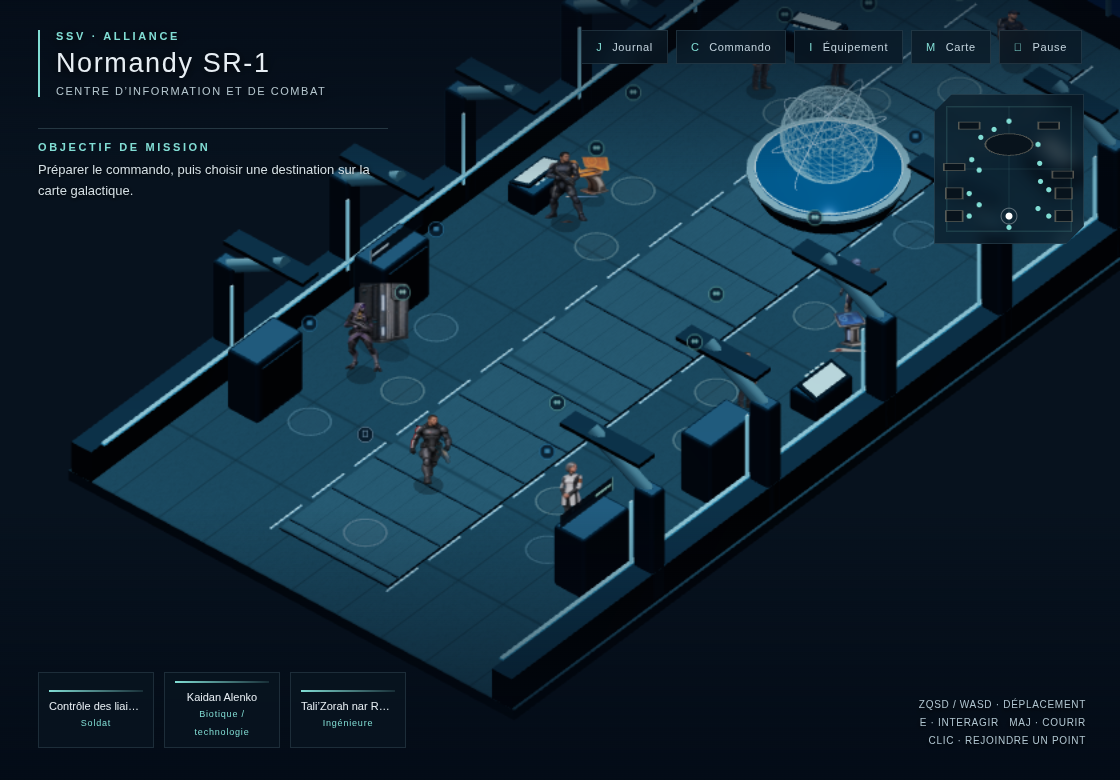 SSV · ALLIANCE
Normandy SR-1
CENTRE D'INFORMATION ET DE COMBAT
J Journal
C Commando
I Équipement
M Carte
Pause
OBJECTIF DE MISSION
Préparer le commando, puis choisir une destination sur la
carte galactique.
Contrôle des liai…
Soldat
Kaidan Alenko
Biotique /
technologie
Tali'Zorah nar R…
Ingénieure
ZQSD / WASD · DÉPLACEMENT
E · INTERAGIR MAJ · COURIR
CLIC · REJOINDRE UN POINT